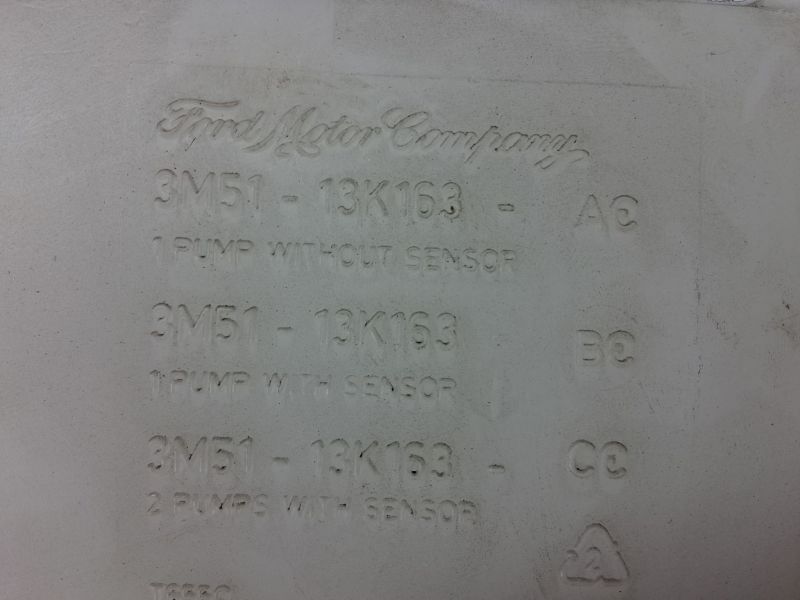 Ford Motor Company
3M51 - 13K163 - AC
1 PUMP WITHOUT SENSOR
3M51 - 13K163 BC
1 PUMP WITH SENSOR
3M51 - 13K163 - CC
2 PUMPS WITH SENSOR
2